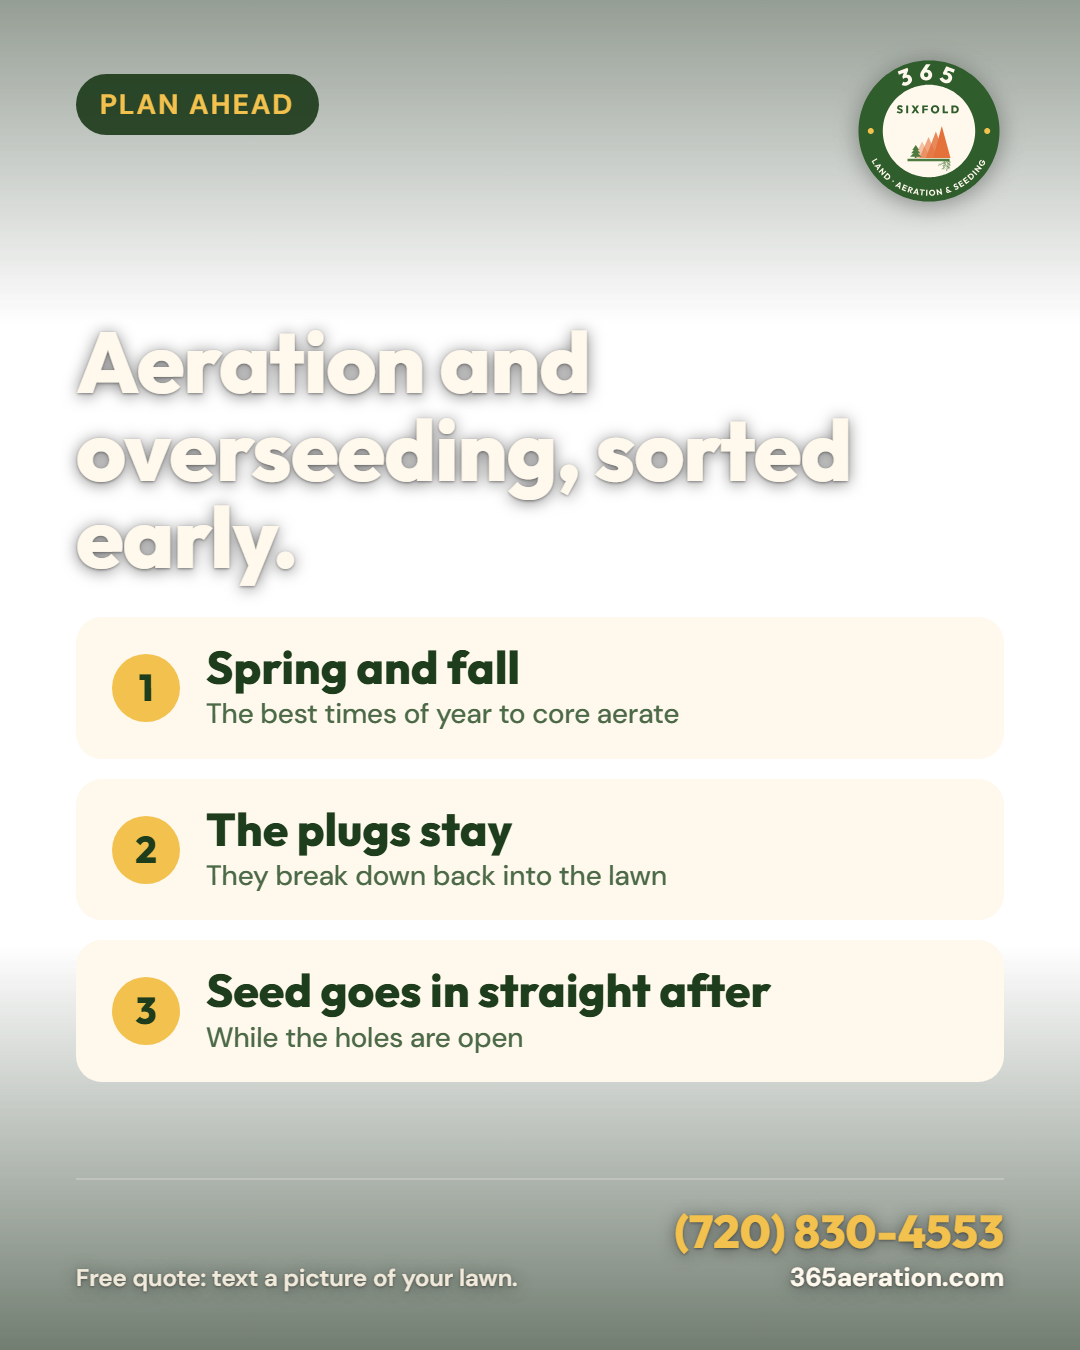 PLAN AHEAD
365
SIXFOLD
LAND · AERATION & SEEDING
Aeration and
overseeding, sorted
early.
1
Spring and fall
The best times of year to core aerate
2
The plugs stay
They break down back into the lawn
3
Seed goes in straight after
While the holes are open
(720) 830-4553
Free quote: text a picture of your lawn.
365aeration.com